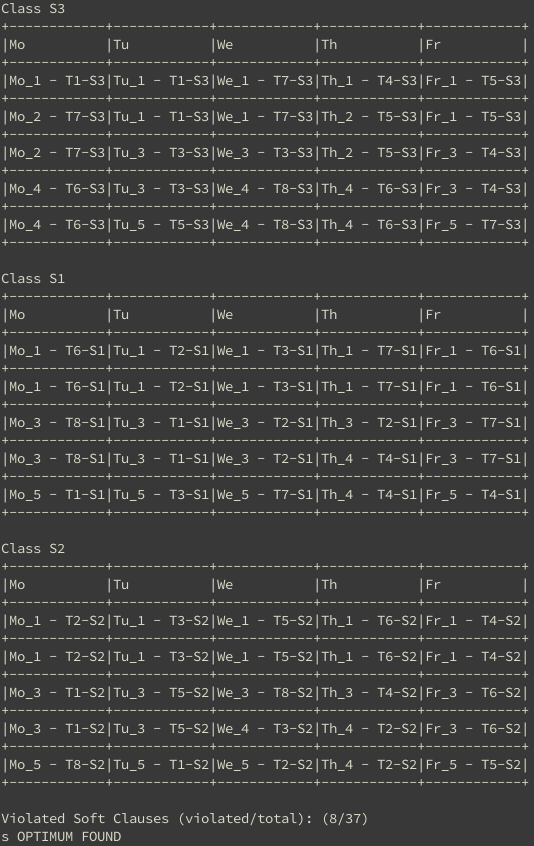 Class S3
+------------+------------+------------+------------+------------+
|Mo          |Tu          |We          |Th          |Fr          |
+------------+------------+------------+------------+------------+
|Mo_1 - T1-S3|Tu_1 - T1-S3|We_1 - T7-S3|Th_1 - T4-S3|Fr_1 - T5-S3|
+------------+------------+------------+------------+------------+
|Mo_2 - T7-S3|Tu_1 - T1-S3|We_1 - T7-S3|Th_2 - T5-S3|Fr_1 - T5-S3|
+------------+------------+------------+------------+------------+
|Mo_2 - T7-S3|Tu_3 - T3-S3|We_3 - T3-S3|Th_2 - T5-S3|Fr_3 - T4-S3|
+------------+------------+------------+------------+------------+
|Mo_4 - T6-S3|Tu_3 - T3-S3|We_4 - T8-S3|Th_4 - T6-S3|Fr_3 - T4-S3|
+------------+------------+------------+------------+------------+
|Mo_4 - T6-S3|Tu_5 - T5-S3|We_4 - T8-S3|Th_4 - T6-S3|Fr_5 - T7-S3|
+------------+------------+------------+------------+------------+
Class S1
+------------+------------+------------+------------+------------+
|Mo          |Tu          |We          |Th          |Fr          |
+------------+------------+------------+------------+------------+
|Mo_1 - T6-S1|Tu_1 - T2-S1|We_1 - T3-S1|Th_1 - T7-S1|Fr_1 - T6-S1|
+------------+------------+------------+------------+------------+
|Mo_1 - T6-S1|Tu_1 - T2-S1|We_1 - T3-S1|Th_1 - T7-S1|Fr_1 - T6-S1|
+------------+------------+------------+------------+------------+
|Mo_3 - T8-S1|Tu_3 - T1-S1|We_3 - T2-S1|Th_3 - T2-S1|Fr_3 - T7-S1|
+------------+------------+------------+------------+------------+
|Mo_3 - T8-S1|Tu_3 - T1-S1|We_3 - T2-S1|Th_4 - T4-S1|Fr_3 - T7-S1|
+------------+------------+------------+------------+------------+
|Mo_5 - T1-S1|Tu_5 - T3-S1|We_5 - T7-S1|Th_4 - T4-S1|Fr_5 - T4-S1|
+------------+------------+------------+------------+------------+
Class S2
+------------+------------+------------+------------+------------+
|Mo          |Tu          |We          |Th          |Fr          |
+------------+------------+------------+------------+------------+
|Mo_1 - T2-S2|Tu_1 - T3-S2|We_1 - T5-S2|Th_1 - T6-S2|Fr_1 - T4-S2|
+------------+------------+------------+------------+------------+
|Mo_1 - T2-S2|Tu_1 - T3-S2|We_1 - T5-S2|Th_1 - T6-S2|Fr_1 - T4-S2|
+------------+------------+------------+------------+------------+
|Mo_3 - T1-S2|Tu_3 - T5-S2|We_3 - T8-S2|Th_3 - T4-S2|Fr_3 - T6-S2|
+------------+------------+------------+------------+------------+
|Mo_3 - T1-S2|Tu_3 - T5-S2|We_4 - T3-S2|Th_4 - T2-S2|Fr_3 - T6-S2|
+------------+------------+------------+------------+------------+
|Mo_5 - T8-S2|Tu_5 - T1-S2|We_5 - T2-S2|Th_4 - T2-S2|Fr_5 - T5-S2|
+------------+------------+------------+------------+------------+
Violated Soft Clauses (violated/total): (8/37)
s OPTIMUM FOUND